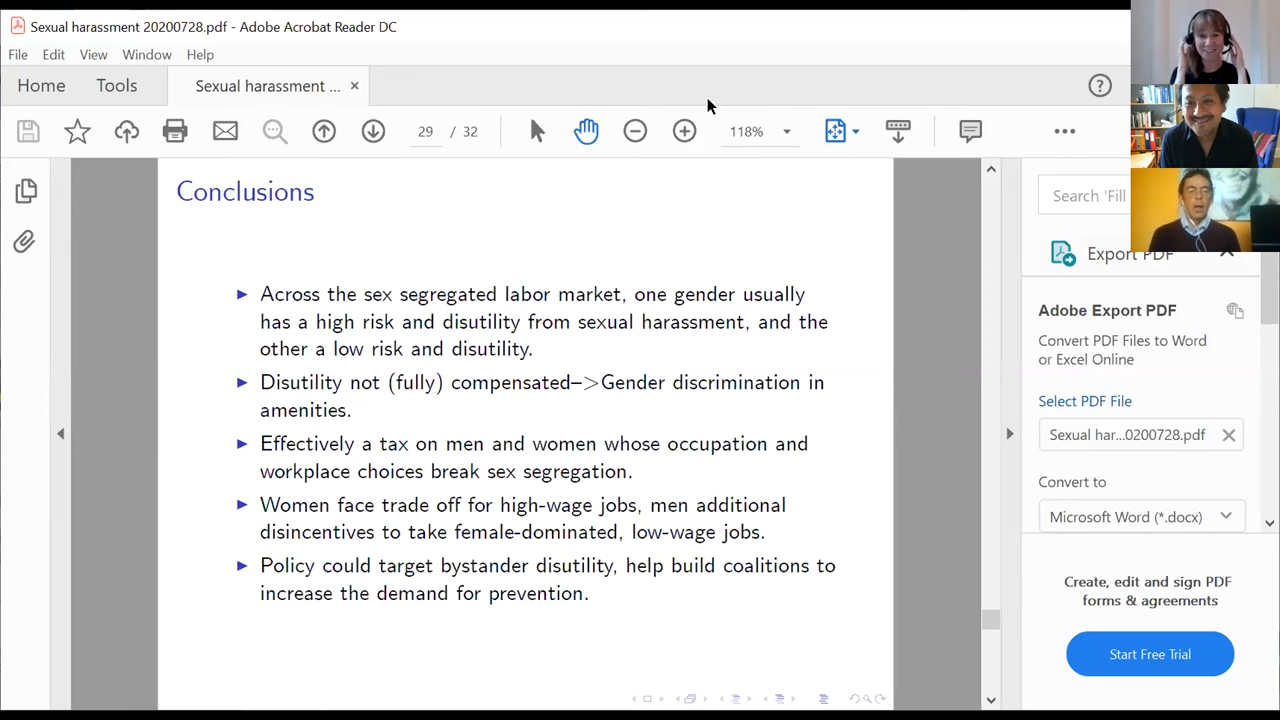 Sexual harassment 20200728.pdf - Adobe Acrobat Reader DC
File Edit View Window Help
Home Tools Sexual harassment ... ×
29 / 32 118%
Conclusions
Across the sex segregated labor market, one gender usually
has a high risk and disutility from sexual harassment, and the
other a low risk and disutility.
Disutility not (fully) compensated–>Gender discrimination in
amenities.
Effectively a tax on men and women whose occupation and
workplace choices break sex segregation.
Women face trade off for high-wage jobs, men additional
disincentives to take female-dominated, low-wage jobs.
Policy could target bystander disutility, help build coalitions to
increase the demand for prevention.
Search 'Fill
Export PDF
Adobe Export PDF
Convert PDF Files to Word
or Excel Online
Select PDF File
Sexual har...0200728.pdf
Convert to
Microsoft Word (*.docx)
Create, edit and sign PDF
forms & agreements
Start Free Trial